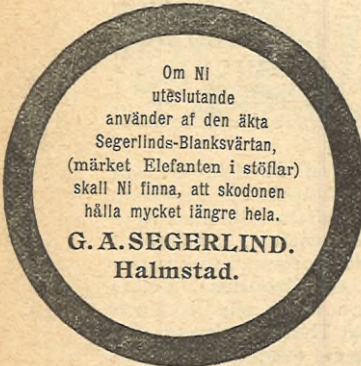 Om Ni
uteslutande
använder af den äkta
Segerlinds-Blanksvärtan,
(märket Elefanten i stöflar)
skall Ni finna, att skodonen
hålla mycket längre hela.
G. A. SEGERLIND.
Halmstad.